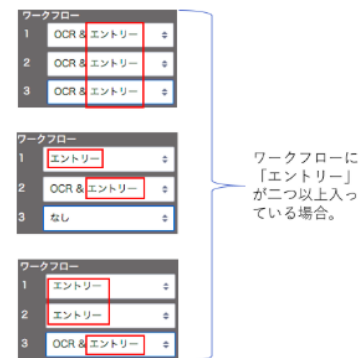 ワークフロー
1 OCR & エントリー
2 OCR & エントリー
3 OCR & エントリー
ワークフロー
1 エントリー
2 OCR & エントリー
3 なし
ワークフロー
1 エントリー
2 エントリー
3 OCR & エントリー
ワークフローに
「エントリー」
が二つ以上入っ
ている場合。